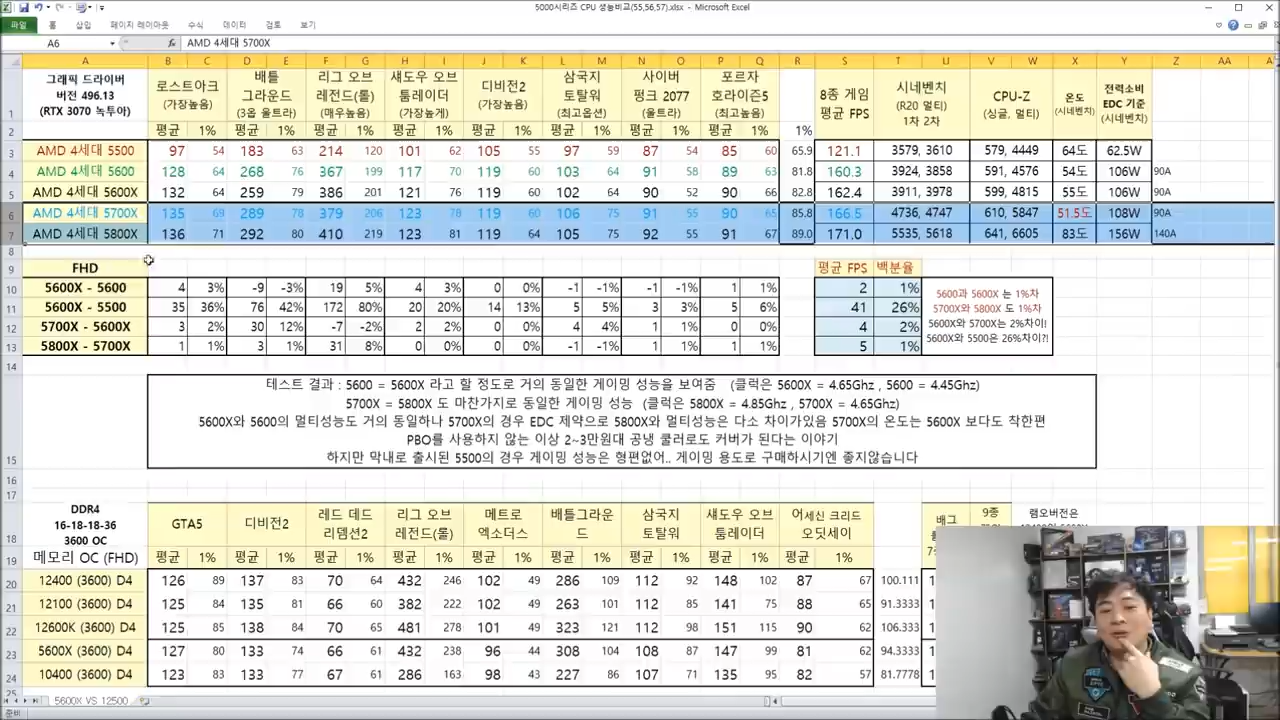 5000시리즈 CPU 성능비교(55,56,57).xlsx - Microsoft Excel
파일 홈 삽입 페이지 레이아웃 수식 데이터 검토 보기
A6 fx AMD 4세대 5700X
A B C D E F G H I J K L M N O P Q R S T U V W X Y Z AA
그래픽 드라이버
버전 496.13
(RTX 3070 녹투아)
로스트아크 (가장높음)
배틀 그라운드 (3옵 울트라)
리그 오브 레전드(롤) (매우높음)
섀도우 오브 툼레이더 (가장높게)
디비전2 (가장높음)
삼국지 토탈워 (최고옵션)
사이버 펑크 2077 (울트라)
포르자 호라이즌5 (최고높음)
8종 게임 평균 FPS
시네벤치 (R20 멀티) 1차 2차
CPU-Z (싱글, 멀티)
온도 (시네벤치)
전력소비 EDC 기준 (시네벤치)
1
2 평균 1% 평균 1% 평균 1% 평균 1% 평균 1% 평균 1% 평균 1% 평균 1% 1%
3 AMD 4세대 5500 97 54 183 63 214 120 101 62 105 55 97 59 87 54 85 60 65.9 121.1 3579, 3610 579, 4449 64도 62.5W
4 AMD 4세대 5600 128 64 268 76 367 199 117 70 119 60 103 64 91 58 89 63 81.8 160.3 3924, 3858 591, 4576 54도 106W 90A
5 AMD 4세대 5600X 132 64 259 79 386 201 121 76 119 60 102 64 90 52 90 66 82.8 162.4 3911, 3978 599, 4815 55도 106W 90A
6 AMD 4세대 5700X 135 69 289 78 379 206 123 78 119 60 106 75 91 55 90 65 85.8 166.5 4736, 4747 610, 5847 51.5도 108W 90A
7 AMD 4세대 5800X 136 71 292 80 410 219 123 81 119 64 105 75 92 55 91 67 89.0 171.0 5535, 5618 641, 6605 83도 156W 140A
8
9 FHD 평균 FPS 백분율
10 5600X - 5600 4 3% -9 -3% 19 5% 4 3% 0 0% -1 -1% -1 -1% 1 1% 2 1%
11 5600X - 5500 35 36% 76 42% 172 80% 20 20% 14 13% 5 5% 3 3% 5 6% 41 26%
12 5700X - 5600X 3 2% 30 12% -7 -2% 2 2% 0 0% 4 4% 1 1% 0 0% 4 2%
13 5800X - 5700X 1 1% 3 1% 31 8% 0 0% 0 0% -1 -1% 1 1% 1 1% 5 1%
5600과 5600X 는 1%차
5700X와 5800X 도 1%차
5600X와 5700X는 2%차이!
5600X와 5500은 26%차이?!
14
테스트 결과 : 5600 = 5600X 라고 할 정도로 거의 동일한 게이밍 성능을 보여줌 (클럭은 5600X = 4.65Ghz , 5600 = 4.45Ghz)
5700X = 5800X 도 마찬가지로 동일한 게이밍 성능 (클럭은 5800X = 4.85Ghz , 5700X = 4.65Ghz)
5600X와 5600의 멀티성능도 거의 동일하나 5700X의 경우 EDC 제약으로 5800X와 멀티성능은 다소 차이가있음 5700X의 온도는 5600X 보다도 착한편
PBO를 사용하지 않는 이상 2~3만원대 공냉 쿨러로도 커버가 된다는 이야기
15 하지만 막내로 출시된 5500의 경우 게이밍 성능은 형편없어.. 게이밍 용도로 구매하시기엔 좋지않습니다
16
17
DDR4
16-18-18-36
3600 OC
GTA5
디비전2
레드 데드 리뎀션2
리그 오브 레전드(롤)
메트로 엑소더스
배틀그라운드
삼국지 토탈워
섀도우 오브 툼레이더
어세신 크리드 오딧세이
9종
램오버전은
18
19 메모리 OC (FHD) 평균 1% 평균 1% 평균 1% 평균 1% 평균 1% 평균 1% 평균 1% 평균 1% 평균 1%
20 12400 (3600) D4 126 89 137 83 70 64 432 246 102 49 286 109 112 92 148 102 87 67 100.111
21 12100 (3600) D4 125 84 135 81 66 60 382 222 102 49 263 101 112 85 141 75 88 65 91.3333
22 12600K (3600) D4 125 85 138 84 70 65 481 278 101 49 323 121 112 98 151 115 90 62 106.333
23 5600X (3600) D4 127 80 133 74 66 61 432 238 96 44 308 104 108 87 147 99 81 62 94.3333
24 10400 (3600) D4 123 83 133 77 67 61 286 163 98 43 227 86 107 71 135 95 82 57 81.7778
5600X VS 12500
준비